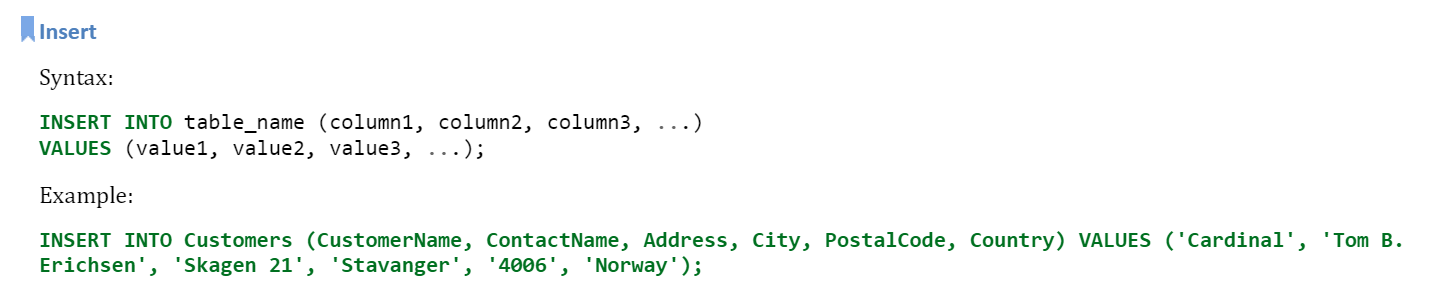 Insert
Syntax:
INSERT INTO table_name (column1, column2, column3, ...)
VALUES (value1, value2, value3, ...);
Example:
INSERT INTO Customers (CustomerName, ContactName, Address, City, PostalCode, Country) VALUES ('Cardinal', 'Tom B.
Erichsen', 'Skagen 21', 'Stavanger', '4006', 'Norway');